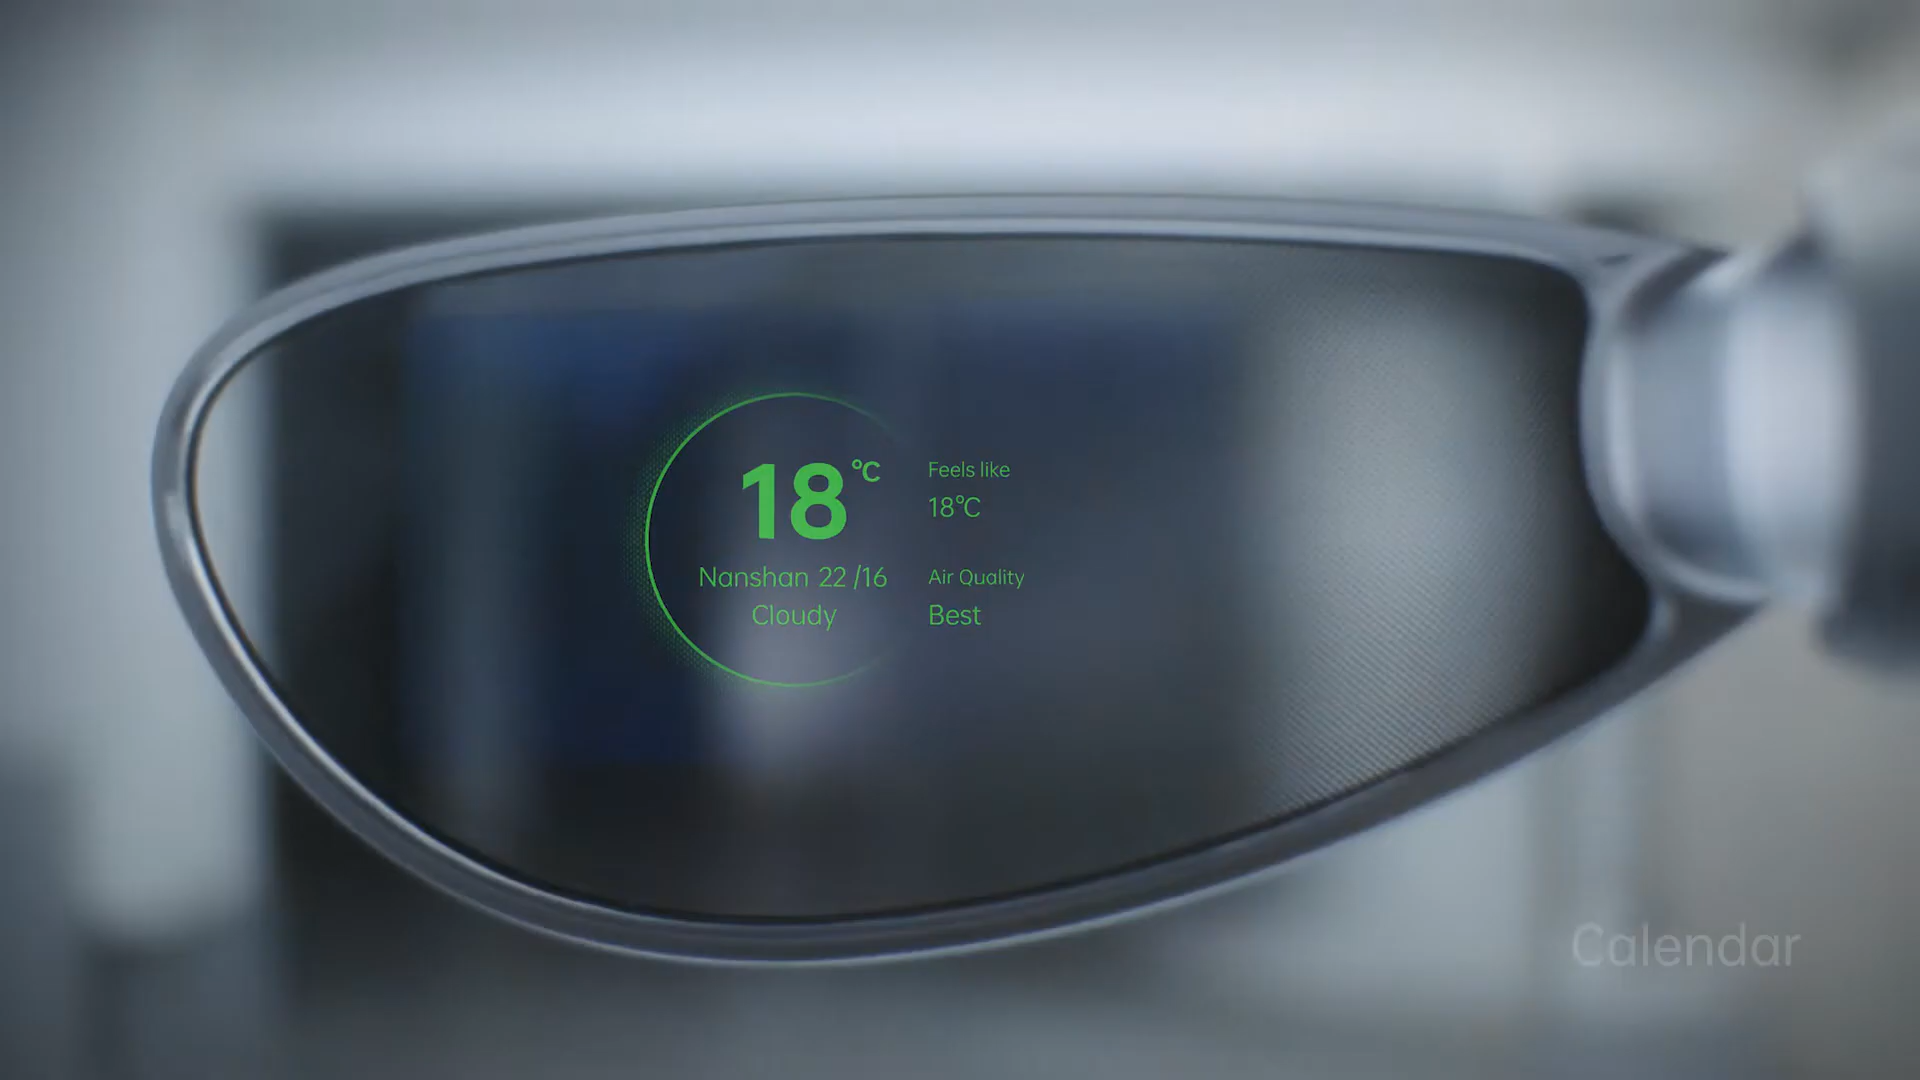 18℃
Nanshan 22 /16
Cloudy
Feels like
18℃
Air Quality
Best
Calendar